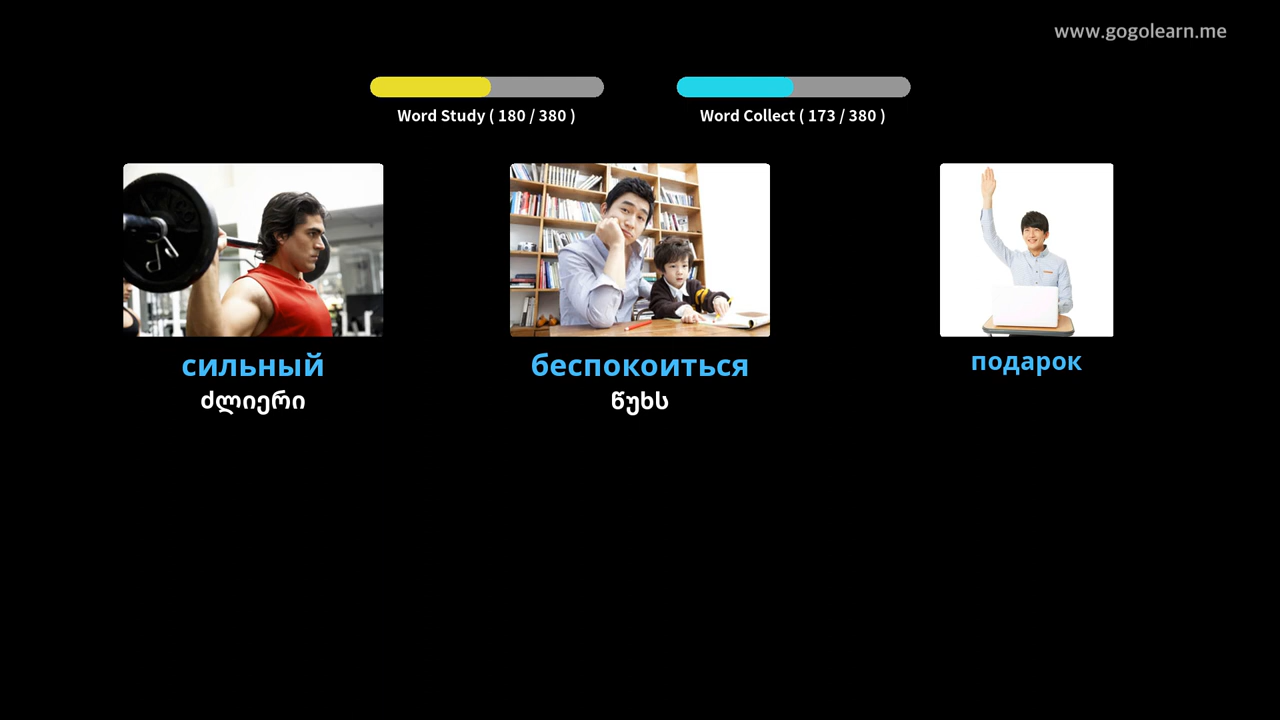 www.gogolearn.me
Word Study ( 180 / 380 )
Word Collect ( 173 / 380 )
сильный
ძლიერი
беспокоиться
წუხს
подарок